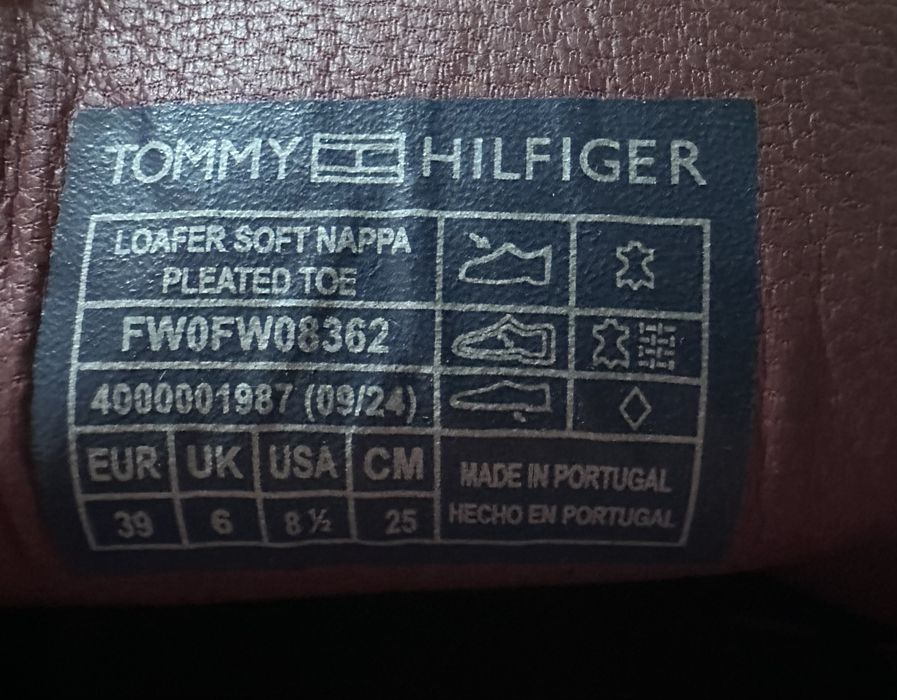 TOMMY HILFIGER
LOAFER SOFT NAPPA
PLEATED TOE
FW0FW08362
4000001987 (09/24)
EUR UK USA CM
39 6 8 ½ 25
MADE IN PORTUGAL
HECHO EN PORTUGAL